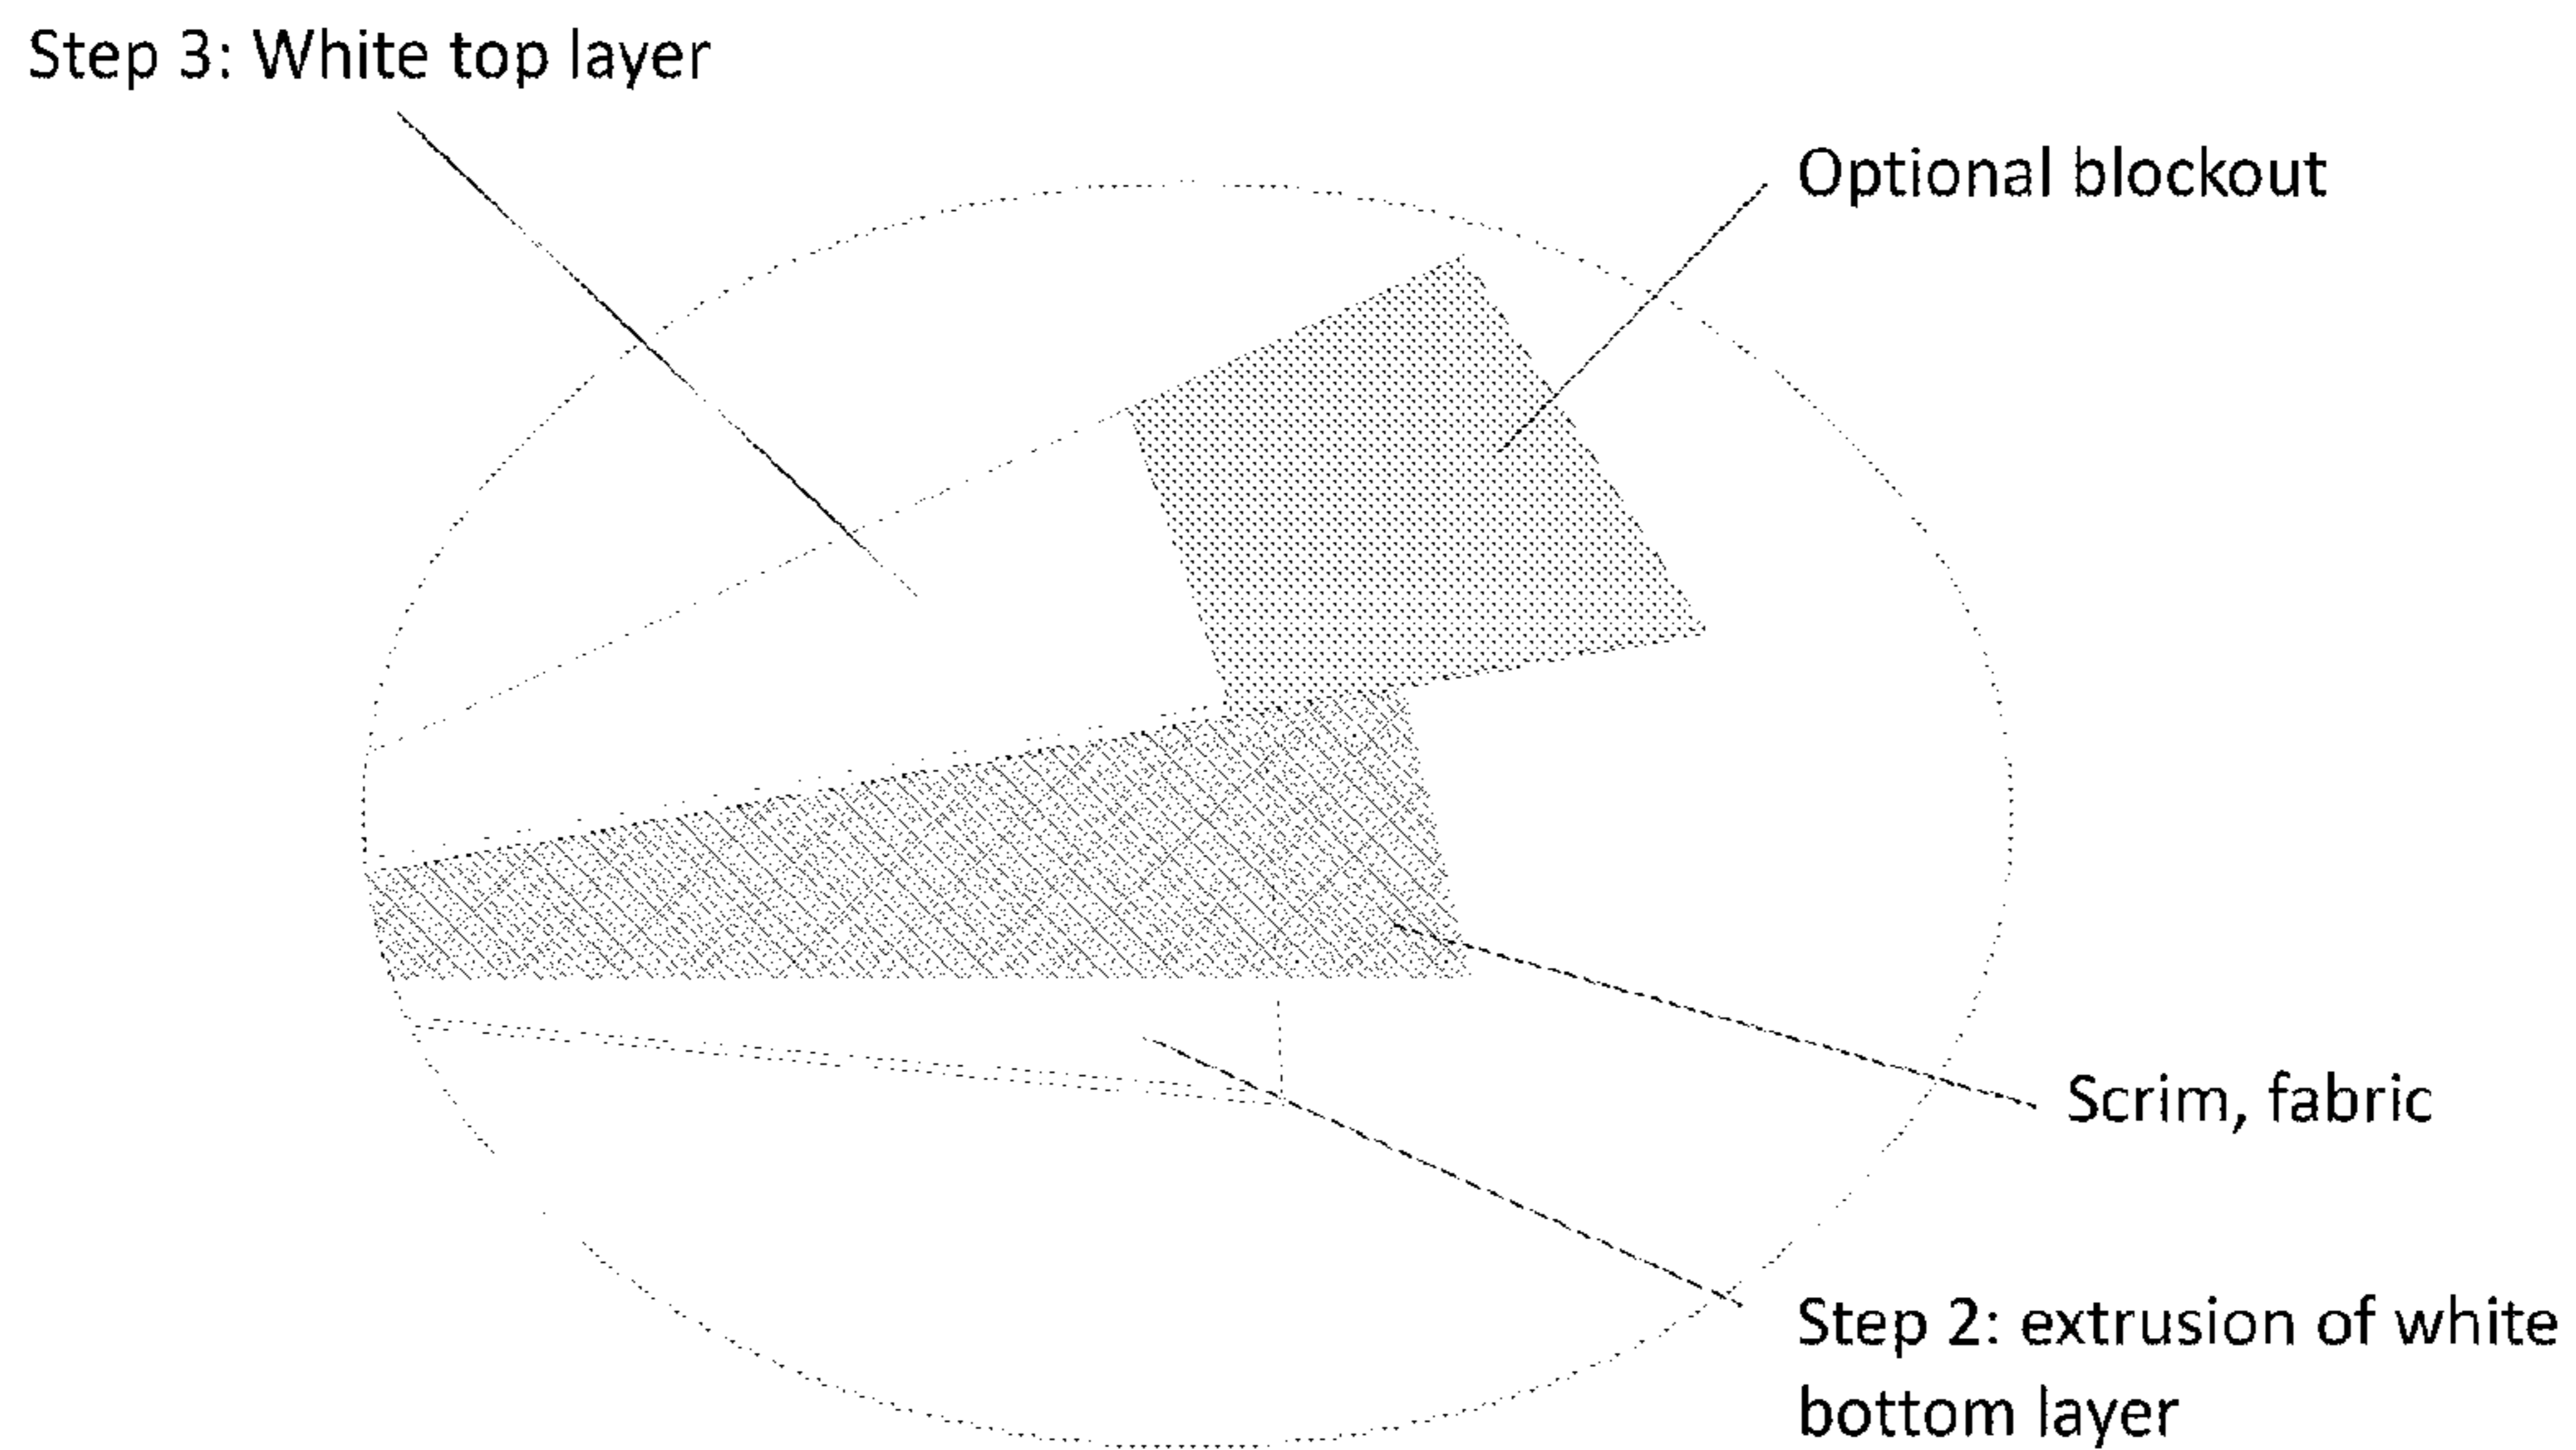 Step 3: White top layer
Optional blockout
Scrim, fabric
Step 2: extrusion of white
bottom layer